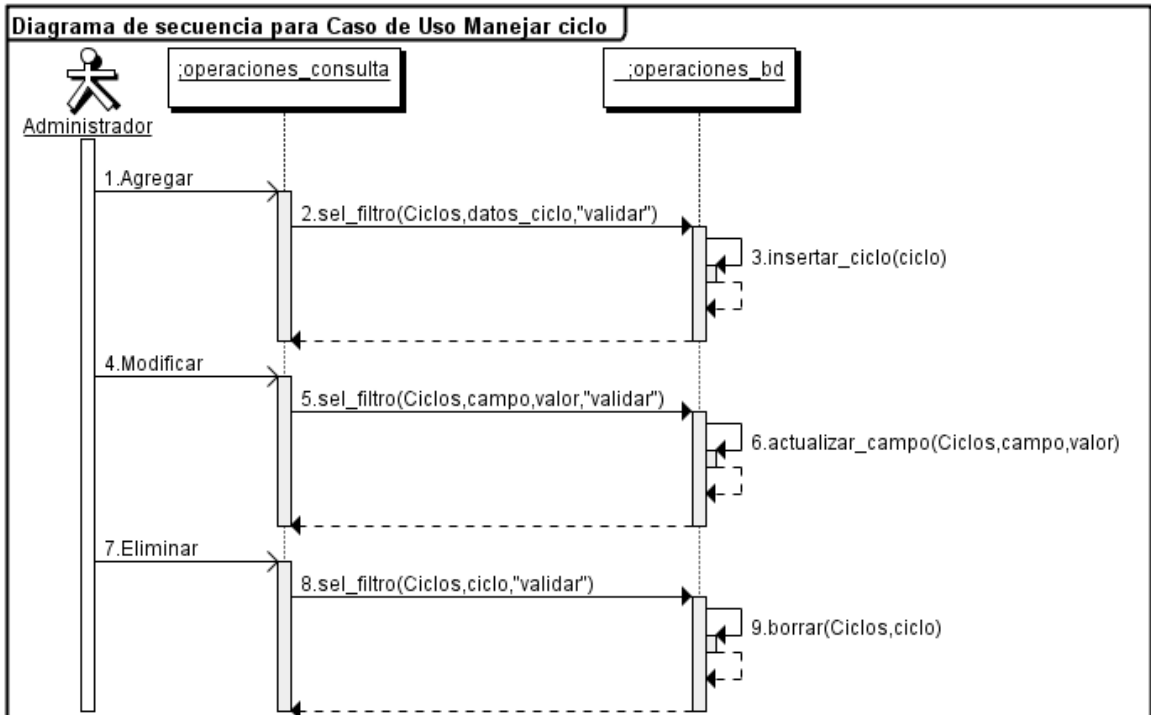 Diagrama de secuencia para Caso de Uso Manejar ciclo
;operaciones_consulta
_;operaciones_bd
Administrador
1.Agregar
2.sel_filtro(Ciclos,datos_ciclo,"validar")
3.insertar_ciclo(ciclo)
4.Modificar
5.sel_filtro(Ciclos,campo,valor,"validar")
6.actualizar_campo(Ciclos,campo,valor)
7.Eliminar
8.sel_filtro(Ciclos,ciclo,"validar")
9.borrar(Ciclos,ciclo)